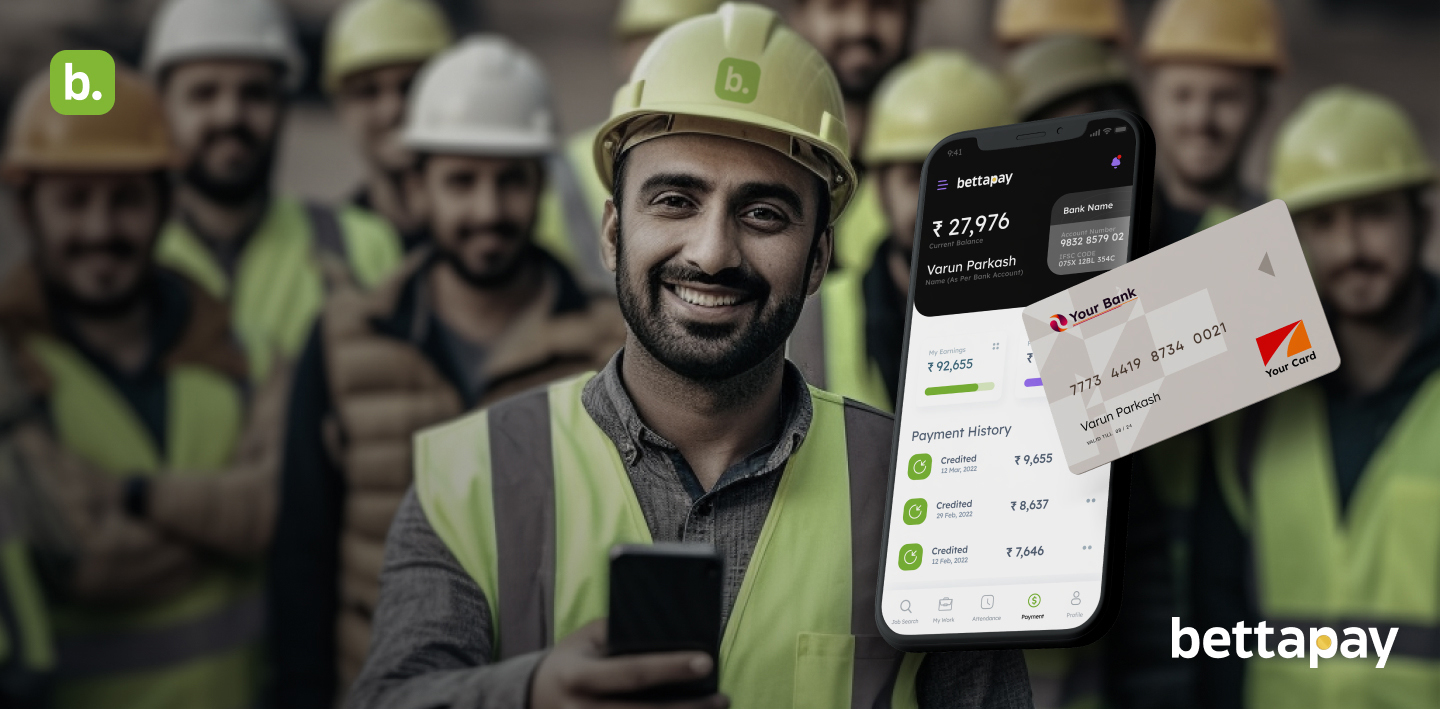 b.
b.
9:41
bettapay
₹ 27,976
Current Balance
Varun Parkash
Name (As Per Bank Account)
Bank Name
Account Number
9832 8579 02
IFSC CODE
075X 12BL 354C
My Earnings
₹ 92,655
₹
Payment History
Credited
12 Mar, 2022
₹ 9,655
Credited
29 Feb, 2022
₹ 8,637
Credited
12 Feb, 2022
₹ 7,646
Job Search
My Work
Attendance
Payment
Profile
Your Bank
7773 4419 8734 0021
Varun Parkash
VALID TILL 09 / 24
Your Card
bettapay